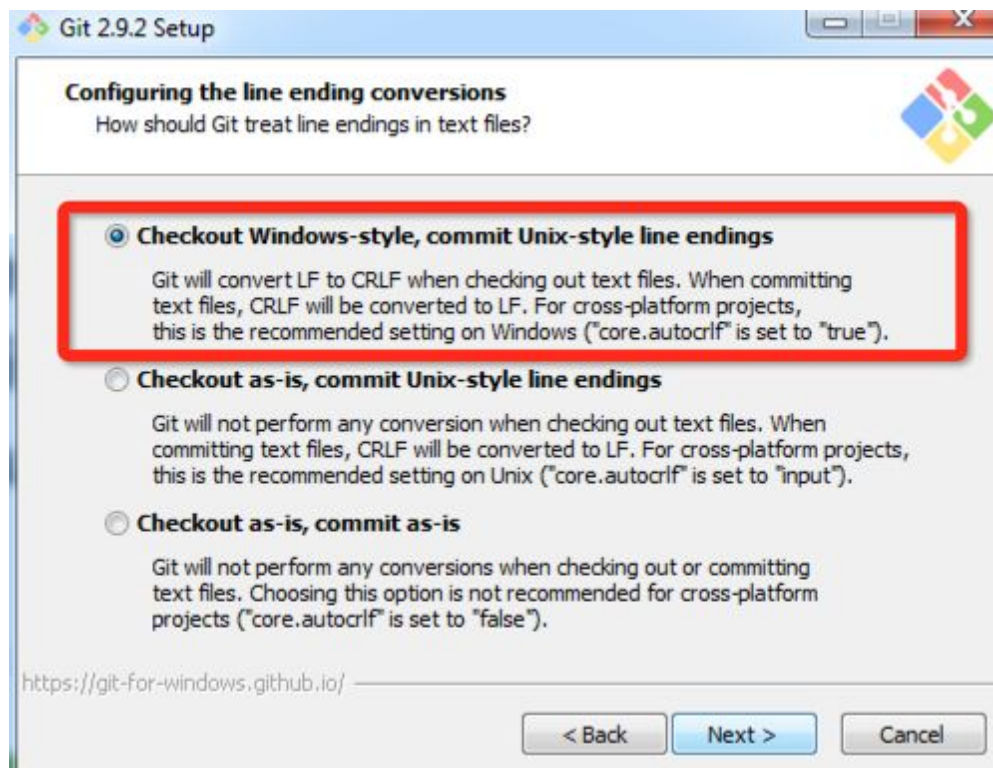 Git 2.9.2 Setup
Configuring the line ending conversions
How should Git treat line endings in text files?
Checkout Windows-style, commit Unix-style line endings
Git will convert LF to CRLF when checking out text files. When committing
text files, CRLF will be converted to LF. For cross-platform projects,
this is the recommended setting on Windows ("core.autocrlf" is set to "true").
Checkout as-is, commit Unix-style line endings
Git will not perform any conversion when checking out text files. When
committing text files, CRLF will be converted to LF. For cross-platform projects,
this is the recommended setting on Unix ("core.autocrlf" is set to "input").
Checkout as-is, commit as-is
Git will not perform any conversions when checking out or committing
text files. Choosing this option is not recommended for cross-platform
projects ("core.autocrlf" is set to "false").
https://git-for-windows.github.io/
< Back
Next >
Cancel